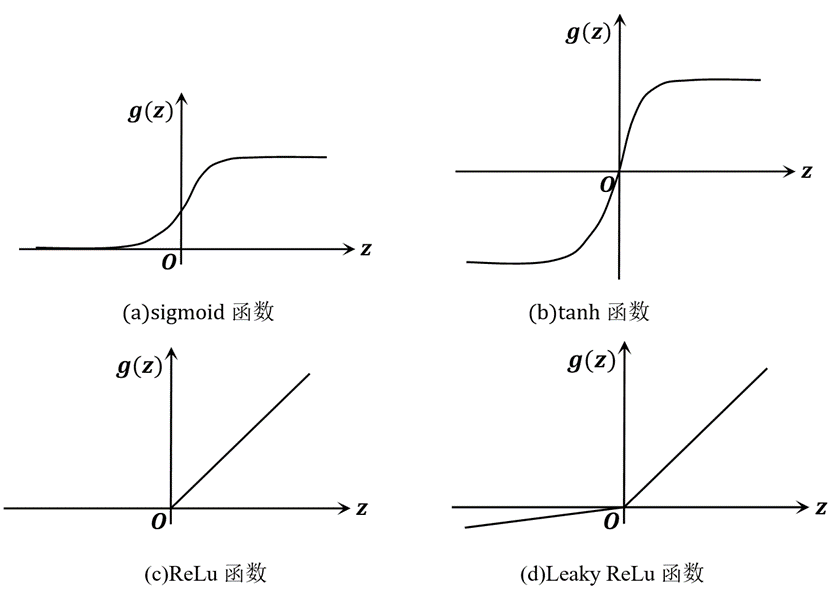 g(z)
O
z
(a)sigmoid 函数
g(z)
O
z
(b)tanh 函数
g(z)
O
z
(c)ReLu 函数
g(z)
O
z
(d)Leaky ReLu 函数